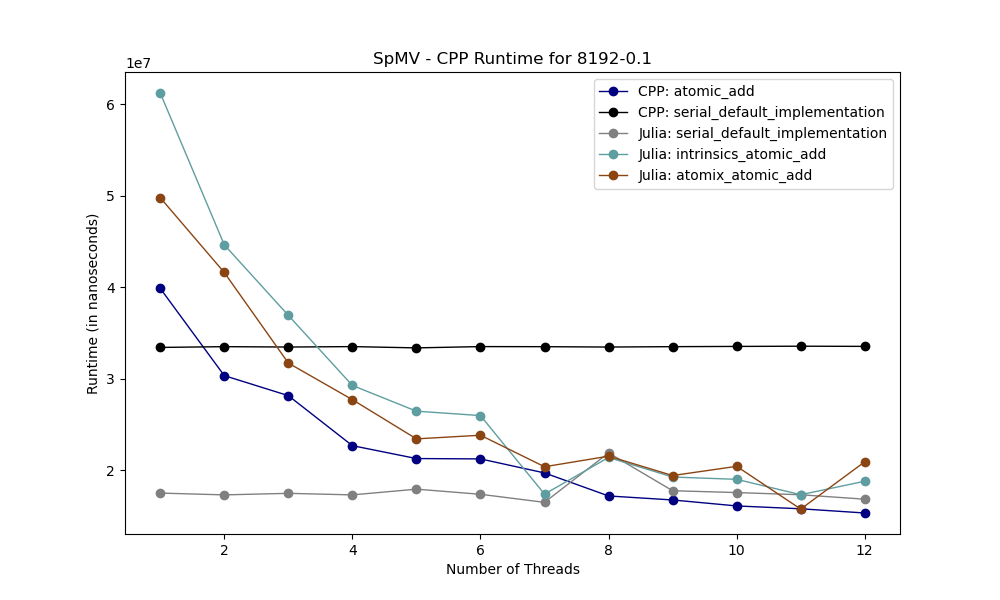 SpMV - CPP Runtime for 8192-0.1
1e7
CPP: atomic_add
CPP: serial_default_implementation
Julia: serial_default_implementation
Julia: intrinsics_atomic_add
Julia: atomix_atomic_add
6
5
4
3
2
Runtime (in nanoseconds)
2 4 6 8 10 12
Number of Threads